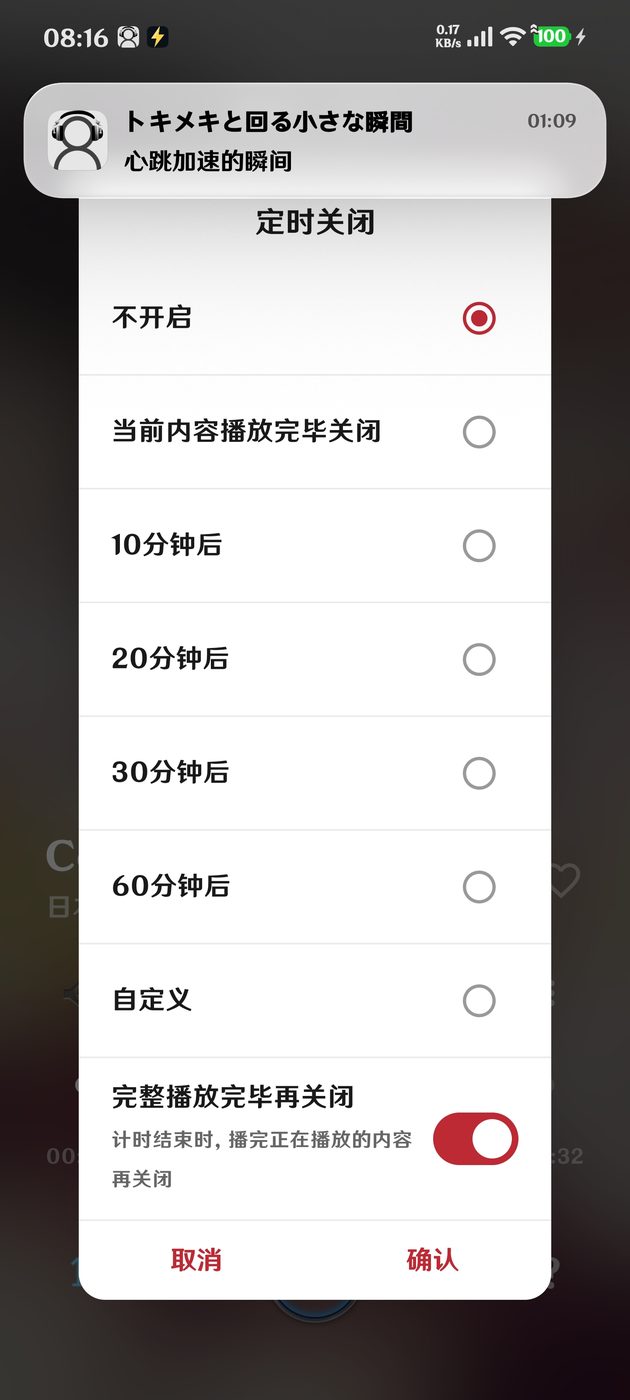 08:16
0.17
KB/s
100
トキメキと回る小さな瞬間
01:09
心跳加速的瞬间
定时关闭
不开启
当前内容播放完毕关闭
10分钟后
20分钟后
30分钟后
60分钟后
自定义
完整播放完毕再关闭
计时结束时, 播完正在播放的内容
再关闭
00:
:32
取消
确认